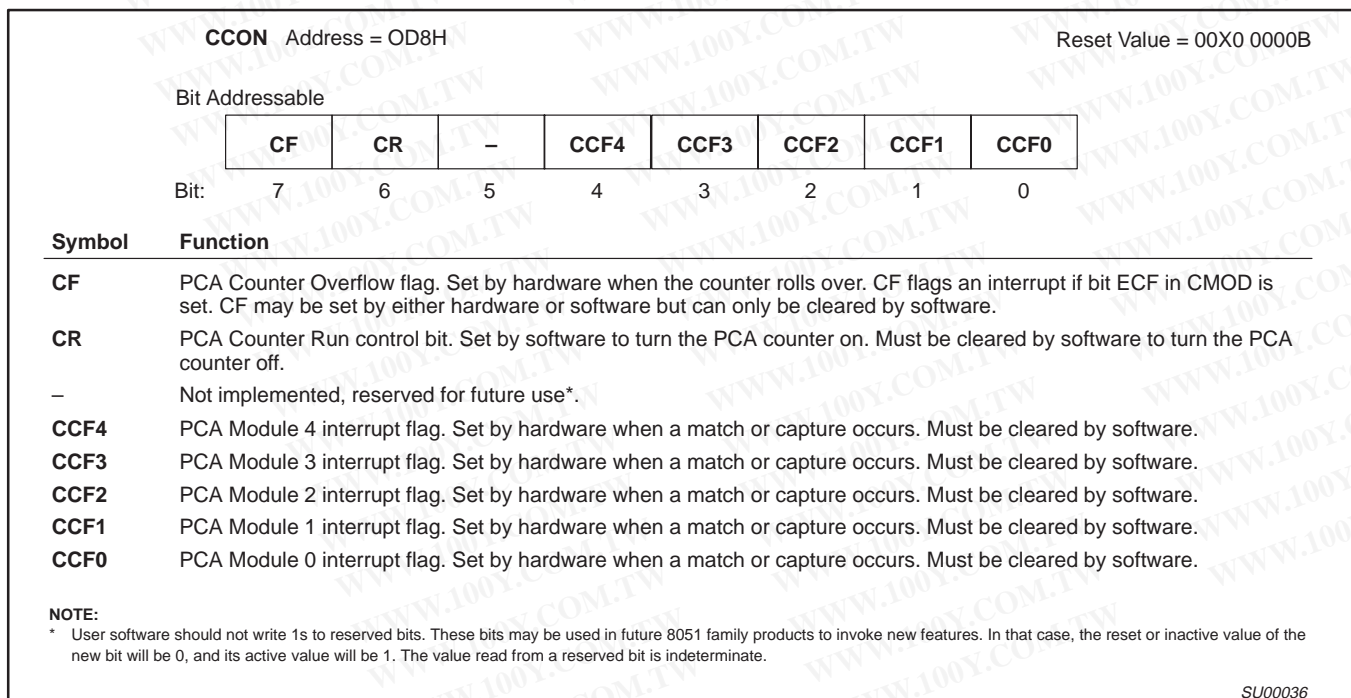 CCON Address = OD8H Reset Value = 00X0 0000B
Bit Addressable
CF CR – CCF4 CCF3 CCF2 CCF1 CCF0
Bit: 7 6 5 4 3 2 1 0
Symbol Function
CF PCA Counter Overflow flag. Set by hardware when the counter rolls over. CF flags an interrupt if bit ECF in CMOD is
set. CF may be set by either hardware or software but can only be cleared by software.
CR PCA Counter Run control bit. Set by software to turn the PCA counter on. Must be cleared by software to turn the PCA
counter off.
– Not implemented, reserved for future use*.
CCF4 PCA Module 4 interrupt flag. Set by hardware when a match or capture occurs. Must be cleared by software.
CCF3 PCA Module 3 interrupt flag. Set by hardware when a match or capture occurs. Must be cleared by software.
CCF2 PCA Module 2 interrupt flag. Set by hardware when a match or capture occurs. Must be cleared by software.
CCF1 PCA Module 1 interrupt flag. Set by hardware when a match or capture occurs. Must be cleared by software.
CCF0 PCA Module 0 interrupt flag. Set by hardware when a match or capture occurs. Must be cleared by software.
NOTE:
* User software should not write 1s to reserved bits. These bits may be used in future 8051 family products to invoke new features. In that case, the reset or inactive value of the
new bit will be 0, and its active value will be 1. The value read from a reserved bit is indeterminate.
SU00036
WWW.100Y.COM.TW